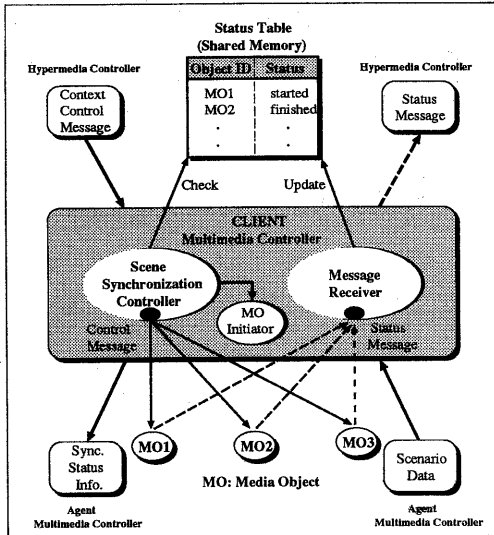 Status Table
(Shared Memory)
Hypermedia Controller
Object ID Status
Hypermedia Controller
Context
Control
Message
MO1 started
MO2 finished
. .
. .
Status
Message
Check
Update
CLIENT
Multimedia Controller
Scene
Synchronization
Controller
Message
Receiver
MO
Initiator
Control
Message
Status
Message
MO1
MO2
MO3
Sync.
Status
Info.
MO: Media Object
Scenario
Data
Agent
Multimedia Controller
Agent
Multimedia Controller